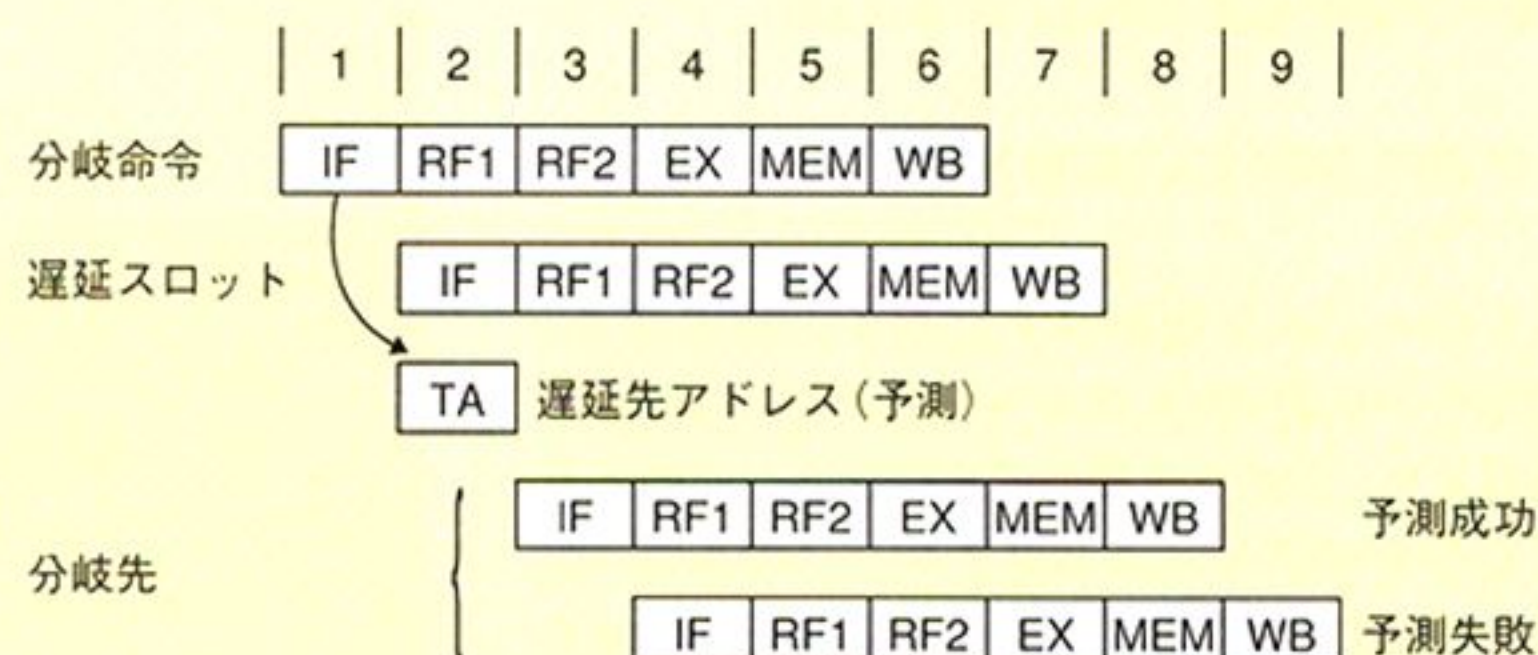 1 2 3 4 5 6 7 8 9
分岐命令 IF RF1 RF2 EX MEM WB
遅延スロット IF RF1 RF2 EX MEM WB
TA 遅延先アドレス(予測)
IF RF1 RF2 EX MEM WB 予測成功
分岐先
IF RF1 RF2 EX MEM WB 予測失敗